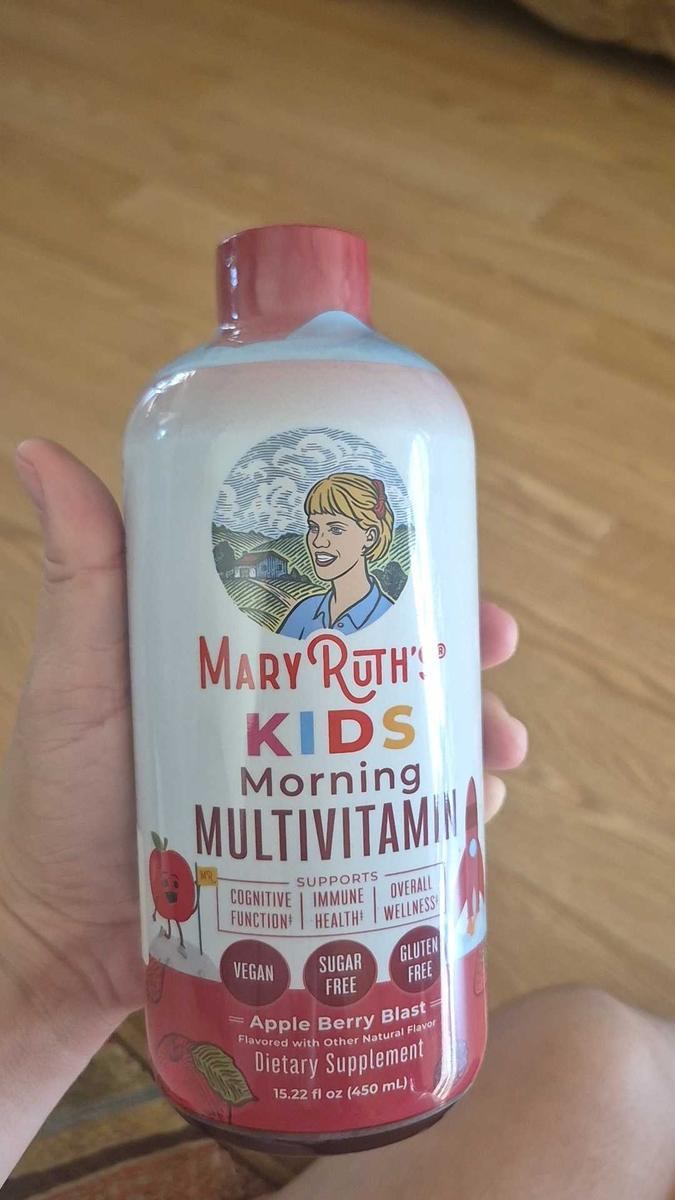 MARY RUTH'S®
KIDS
Morning
MULTIVITAMIN
SUPPORTS
COGNITIVE FUNCTION‡
IMMUNE HEALTH‡
OVERALL WELLNESS‡
MR
VEGAN
SUGAR FREE
GLUTEN FREE
Apple Berry Blast
Flavored with Other Natural Flavor
Dietary Supplement
15.22 fl oz (450 mL)